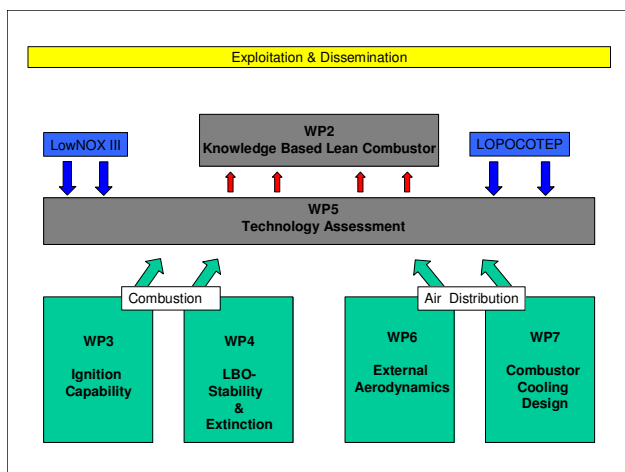 Exploitation & Dissemination
WP2
Knowledge Based Lean Combustor
LowNOX III
LOPOCOTEP
WP5
Technology Assessment
Combustion
Air Distribution
WP3
Ignition
Capability
WP4
LBO-
Stability
&
Extinction
WP6
External
Aerodynamics
WP7
Combustor
Cooling
Design